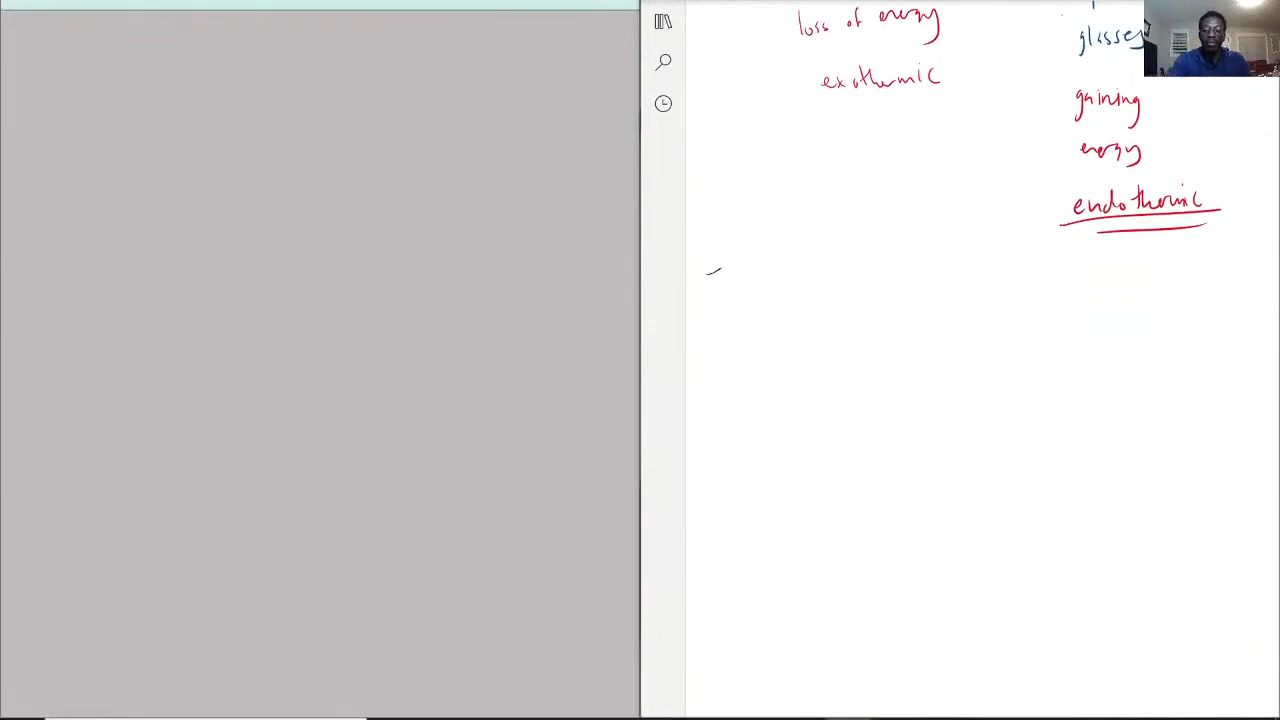 loss of energy
exothermic
glasses
gaining
energy
endothermic